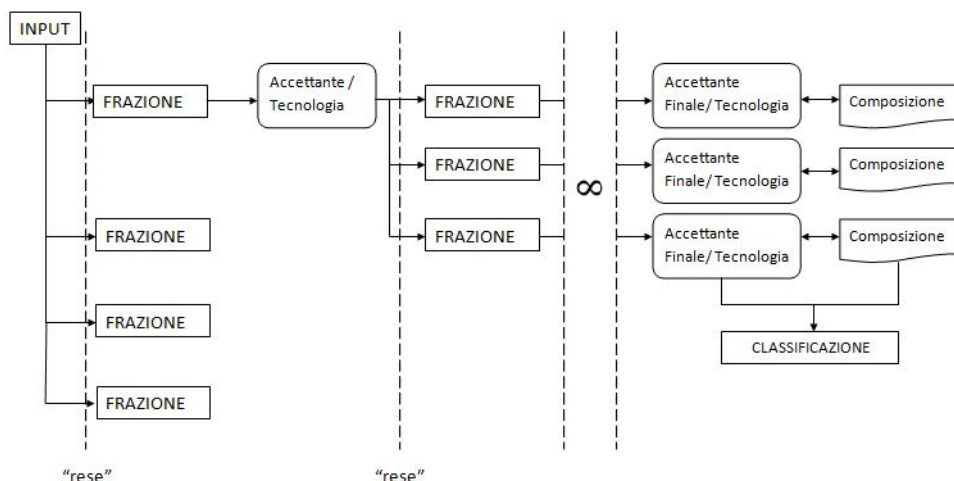 INPUT
FRAZIONE
Accettante /
Tecnologia
FRAZIONE
Accettante
Finale/ Tecnologia
Composizione
FRAZIONE
Accettante
Finale/ Tecnologia
Composizione
∞
FRAZIONE
FRAZIONE
Accettante
Finale/ Tecnologia
Composizione
FRAZIONE
CLASSIFICAZIONE
FRAZIONE
“rese”
“rese”